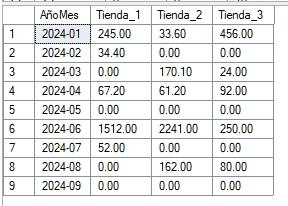 AñoMes Tienda_1 Tienda_2 Tienda_3
1 2024-01 245.00 33.60 456.00
2 2024-02 34.40 0.00 0.00
3 2024-03 0.00 170.10 24.00
4 2024-04 67.20 61.20 92.00
5 2024-05 0.00 0.00 0.00
6 2024-06 1512.00 2241.00 250.00
7 2024-07 52.00 0.00 0.00
8 2024-08 0.00 162.00 80.00
9 2024-09 0.00 0.00 0.00